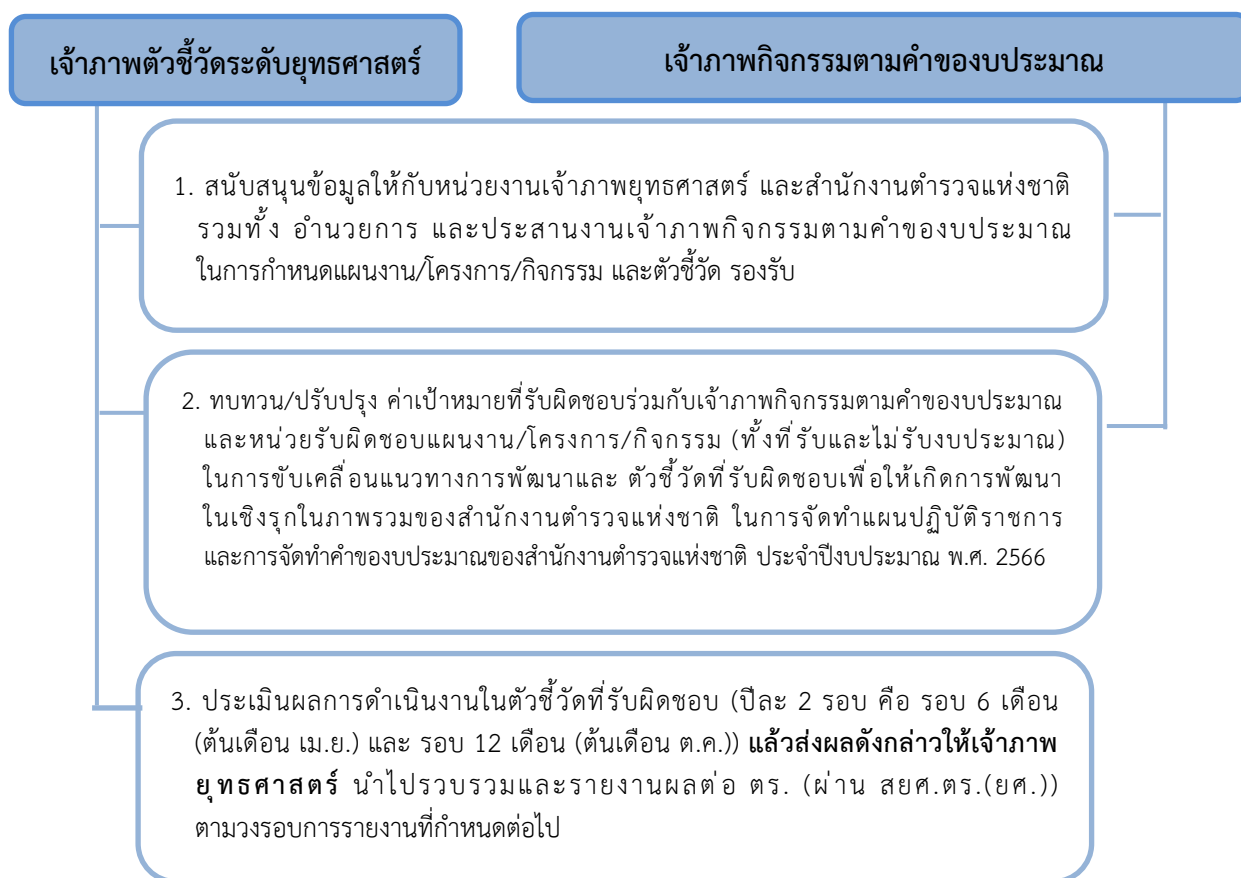 เจ้าภาพตัวชี้วัดระดับยุทธศาสตร์
เจ้าภาพกิจกรรมตามคำของบประมาณ
1. สนับสนุนข้อมูลให้กับหน่วยงานเจ้าภาพยุทธศาสตร์ และสำนักงานตำรวจแห่งชาติ
รวมทั้ง อำนวยการ และประสานงานเจ้าภาพกิจกรรมตามคำของบประมาณ
ในการกำหนดแผนงาน/โครงการ/กิจกรรม และตัวชี้วัด รองรับ
2. ทบทวน/ปรับปรุง ค่าเป้าหมายที่รับผิดชอบร่วมกับเจ้าภาพกิจกรรมตามคำของบประมาณ
และหน่วยรับผิดชอบแผนงาน/โครงการ/กิจกรรม (ทั้งที่รับและไม่รับงบประมาณ)
ในการขับเคลื่อนแนวทางการพัฒนาและ ตัวชี้วัดที่รับผิดชอบเพื่อให้เกิดการพัฒนา
ในเชิงรุกในภาพรวมของสำนักงานตำรวจแห่งชาติ ในการจัดทำแผนปฏิบัติราชการ
และการจัดทำคำของบประมาณของสำนักงานตำรวจแห่งชาติ ประจำปีงบประมาณ พ.ศ. 2566
3. ประเมินผลการดำเนินงานในตัวชี้วัดที่รับผิดชอบ (ปีละ 2 รอบ คือ รอบ 6 เดือน
(ต้นเดือน เม.ย.) และ รอบ 12 เดือน (ต้นเดือน ต.ค.)) แล้วส่งผลดังกล่าวให้เจ้าภาพ
ยุทธศาสตร์ นำไปรวบรวมและรายงานผลต่อ ตร. (ผ่าน สยศ.ตร.(ยศ.))
ตามวงรอบการรายงานที่กำหนดต่อไป